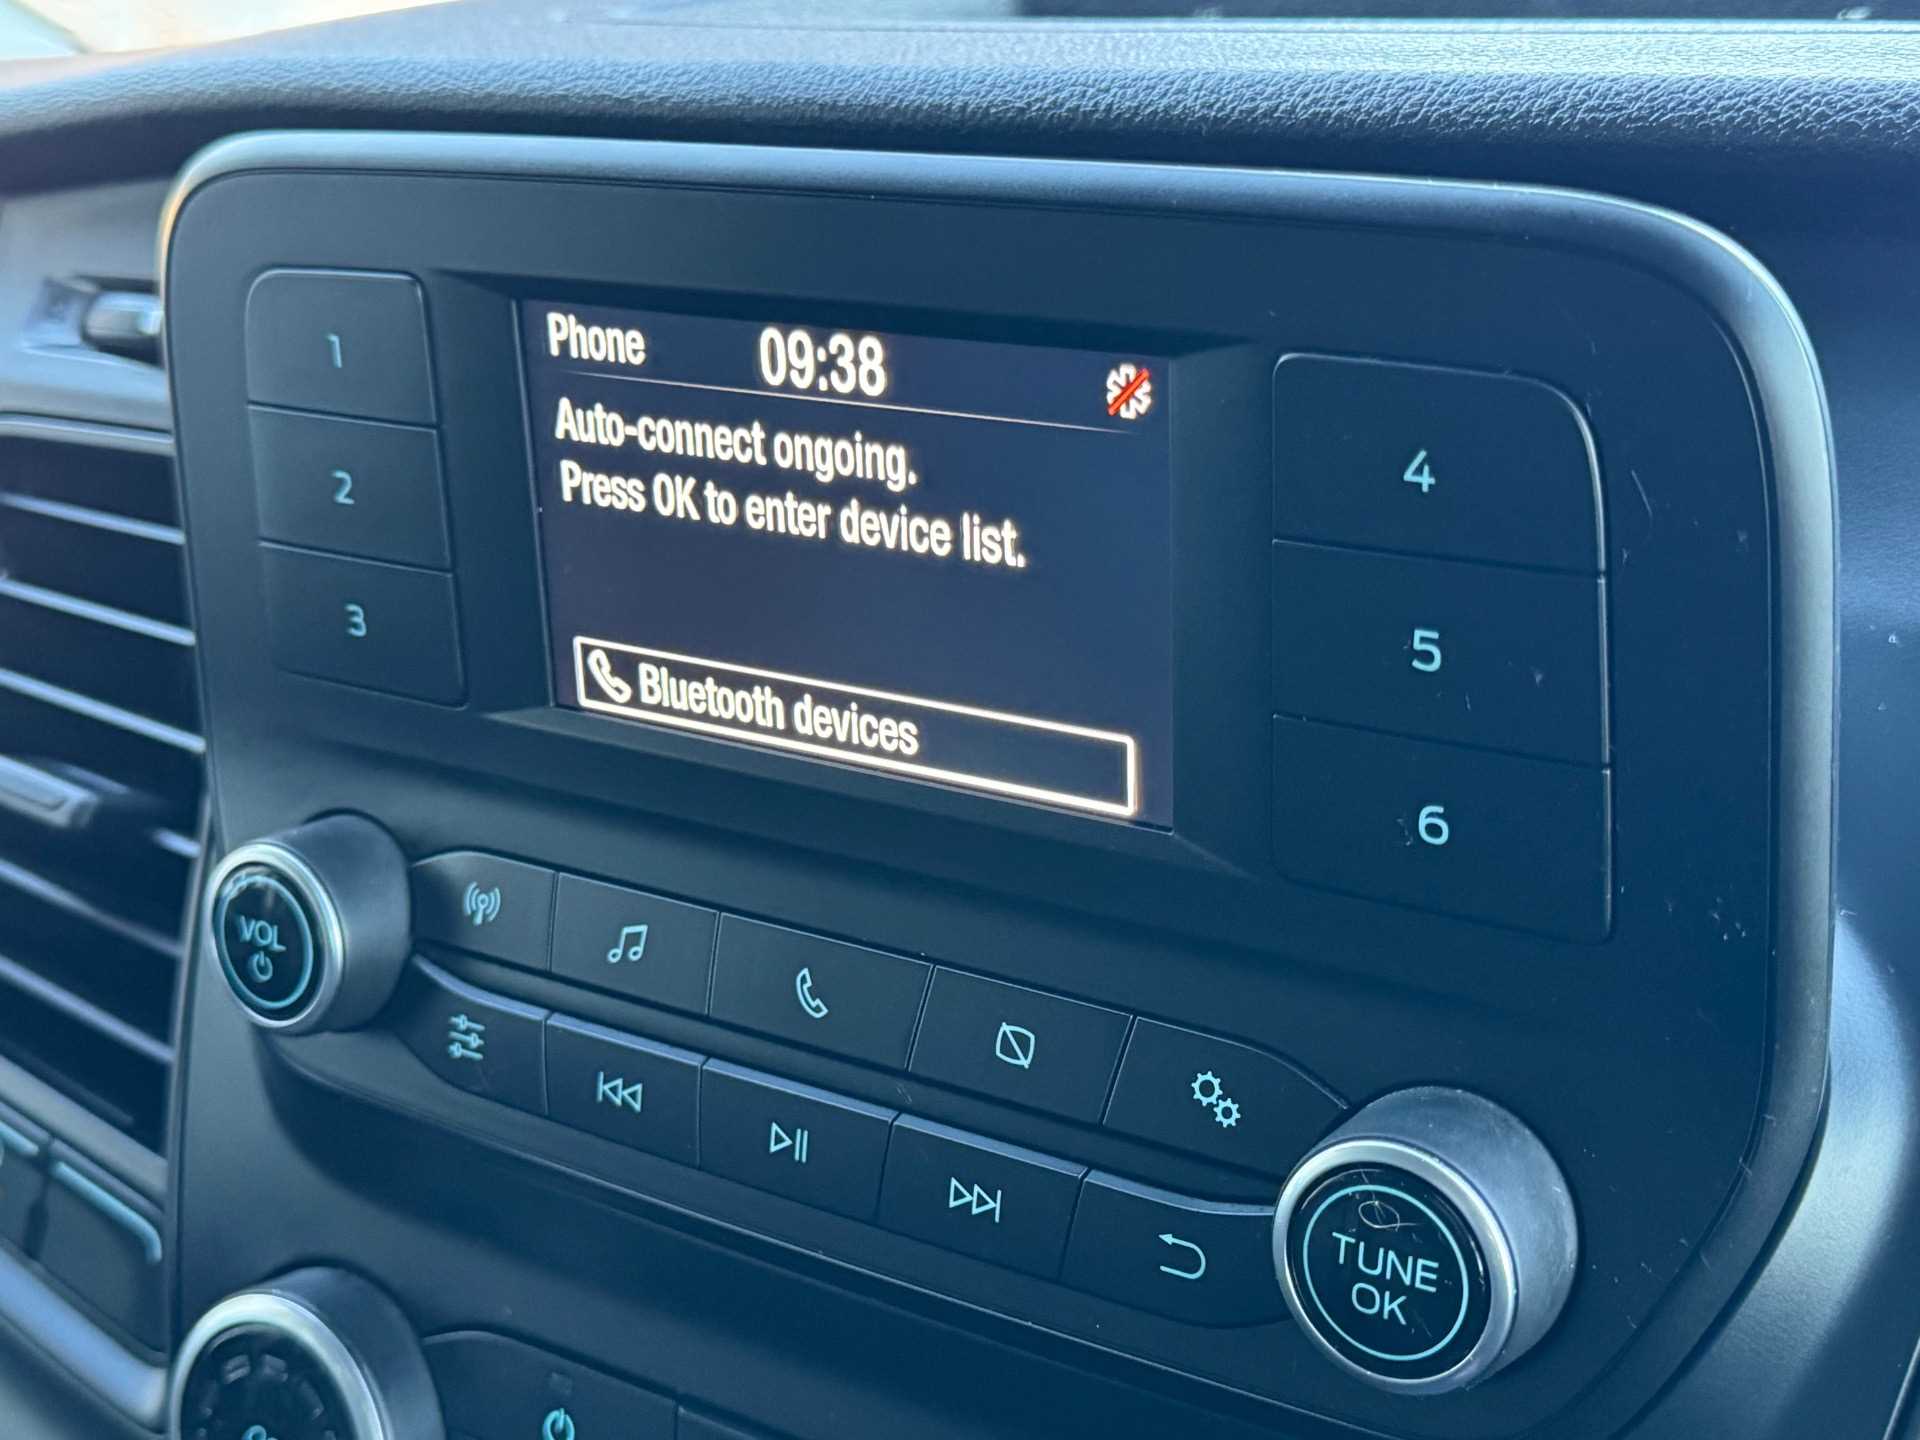 Phone 09:38
Auto-connect ongoing.
Press OK to enter device list.
Bluetooth devices
1
2
3
4
5
6
VOL
TUNE
OK